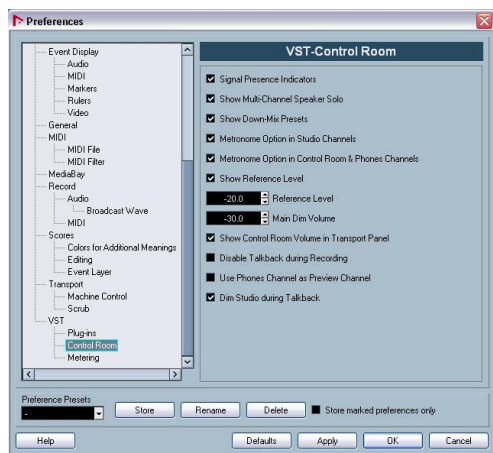 Preferences
Event Display
Audio
MIDI
Markers
Rulers
Video
General
MIDI
MIDI File
MIDI Filter
MediaBay
Record
Audio
Broadcast Wave
MIDI
Scores
Colors for Additional Meanings
Editing
Event Layer
Transport
Machine Control
Scrub
VST
Plug-ins
Control Room
Metering
VST-Control Room
Signal Presence Indicators
Show Multi-Channel Speaker Solo
Show Down-Mix Presets
Metronome Option in Studio Channels
Metronome Option in Control Room & Phones Channels
Show Reference Level
-20.0 Reference Level
-30.0 Main Dim Volume
Show Control Room Volume in Transport Panel
Disable Talkback during Recording
Use Phones Channel as Preview Channel
Dim Studio during Talkback
Preference Presets
- Store Rename Delete Store marked preferences only
Help Defaults Apply OK Cancel